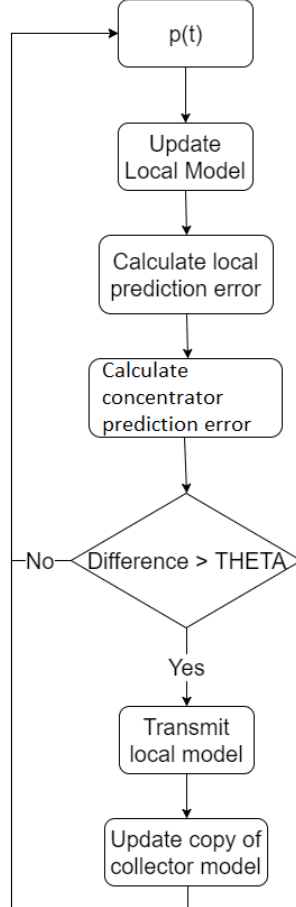 p(t)
Update
Local Model
Calculate local
prediction error
Calculate
concentrator
prediction error
Difference > THETA
No
Yes
Transmit
local model
Update copy of
collector model